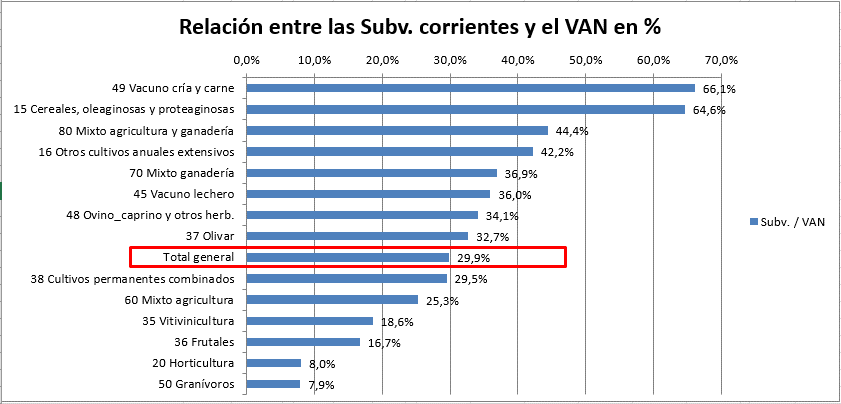 Relación entre las Subv. corrientes y el VAN en %
0,0% 10,0% 20,0% 30,0% 40,0% 50,0% 60,0% 70,0%
49 Vacuno cría y carne 66,1%
15 Cereales, oleaginosas y proteaginosas 64,6%
80 Mixto agricultura y ganadería 44,4%
16 Otros cultivos anuales extensivos 42,2%
70 Mixto ganadería 36,9%
45 Vacuno lechero 36,0%
48 Ovino_caprino y otros herb. 34,1%
37 Olivar 32,7%
Subv. / VAN
Total general 29,9%
38 Cultivos permanentes combinados 29,5%
60 Mixto agricultura 25,3%
35 Vitivinicultura 18,6%
36 Frutales 16,7%
20 Horticultura 8,0%
50 Granívoros 7,9%